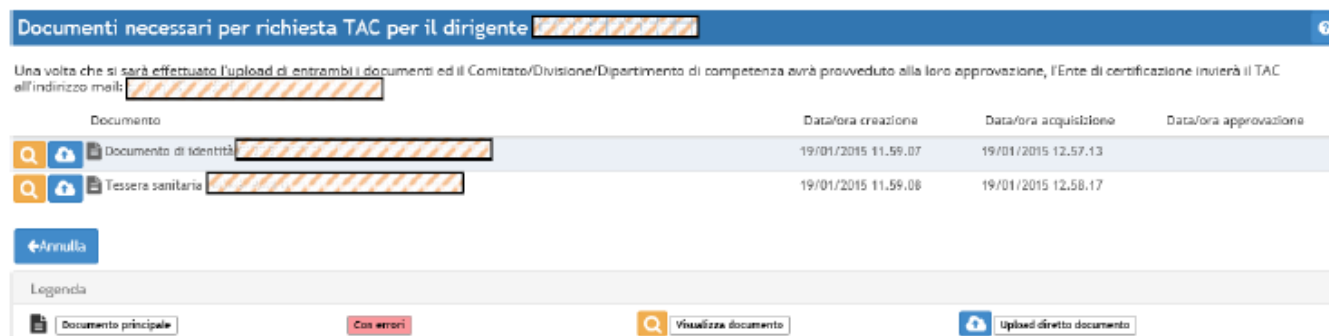 Documenti necessari per richiesta TAC per il dirigente
Una volta che si sarà effettuato l'upload di entrambi i documenti ed il Comitato/Divisione/Dipartimento di competenza avrà provveduto alla loro approvazione, l'Ente di certificazione invierà il TAC
all'indirizzo mail:
Documento Data/ora creazione Data/ora acquisizione Data/ora approvazione
Documento di identità 19/01/2015 11.59.07 19/01/2015 12.57.13
Tessera sanitaria 19/01/2015 11.59.08 19/01/2015 12.58.17
Annulla
Legenda
Documento principale Con errori Visualizza documento Upload diretto documento